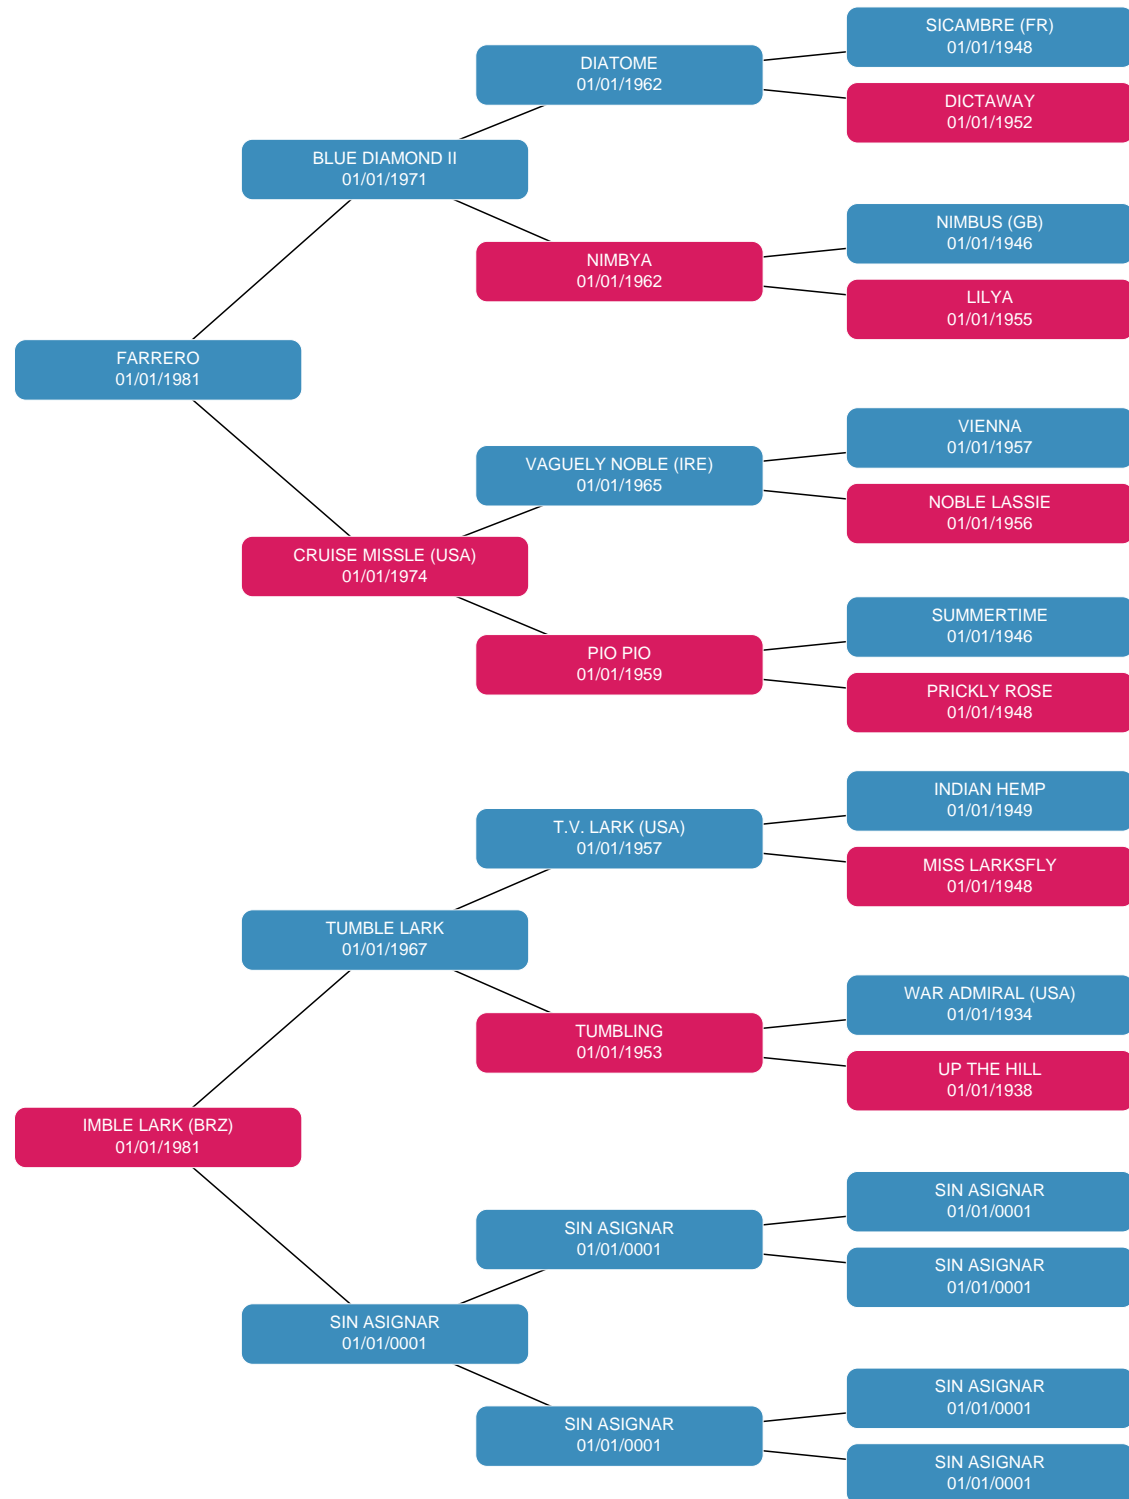 SICAMBRE (FR)
01/01/1948
DIATOME
01/01/1962
DICTAWAY
01/01/1952
BLUE DIAMOND II
01/01/1971
NIMBUS (GB)
01/01/1946
NIMBYA
01/01/1962
LILYA
01/01/1955
FARRERO
01/01/1981
VIENNA
01/01/1957
VAGUELY NOBLE (IRE)
01/01/1965
NOBLE LASSIE
01/01/1956
CRUISE MISSLE (USA)
01/01/1974
SUMMERTIME
01/01/1946
PIO PIO
01/01/1959
PRICKLY ROSE
01/01/1948
INDIAN HEMP
01/01/1949
T.V. LARK (USA)
01/01/1957
MISS LARKSFLY
01/01/1948
TUMBLE LARK
01/01/1967
WAR ADMIRAL (USA)
01/01/1934
TUMBLING
01/01/1953
UP THE HILL
01/01/1938
IMBLE LARK (BRZ)
01/01/1981
SIN ASIGNAR
01/01/0001
SIN ASIGNAR
01/01/0001
SIN ASIGNAR
01/01/0001
SIN ASIGNAR
01/01/0001
SIN ASIGNAR
01/01/0001
SIN ASIGNAR
01/01/0001
SIN ASIGNAR
01/01/0001